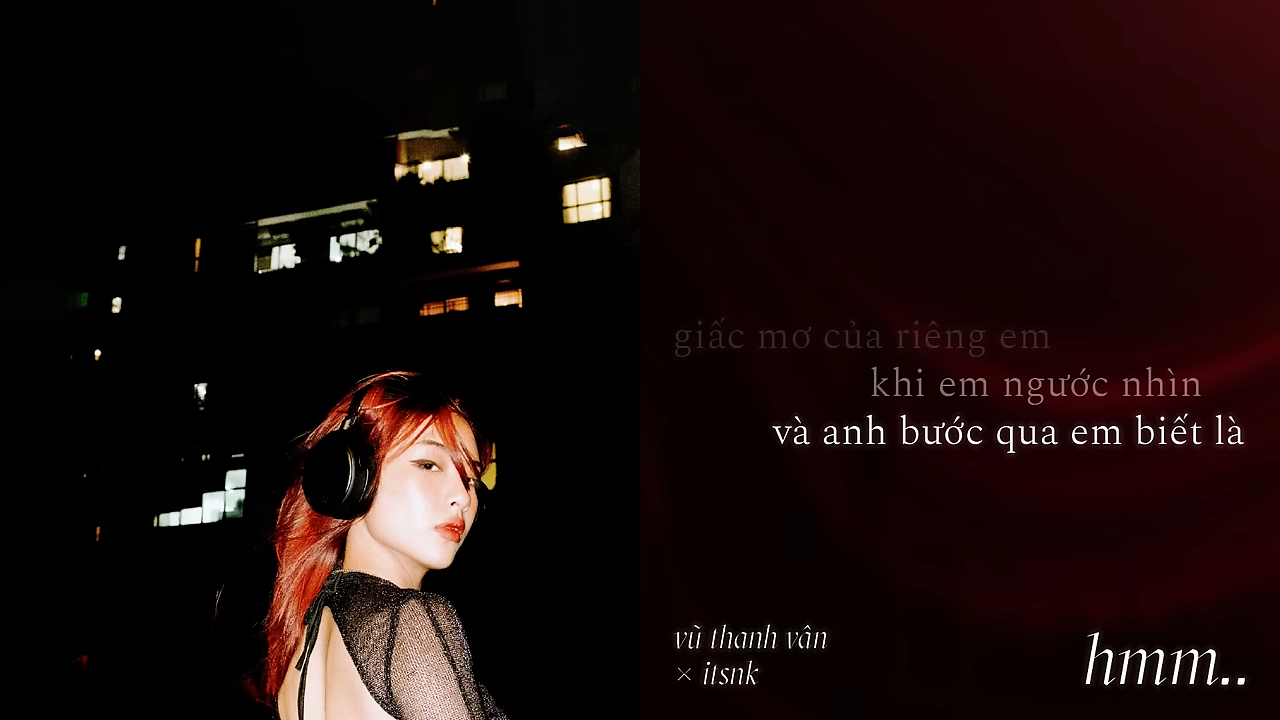 giấc mơ của riêng em
khi em ngước nhìn
và anh bước qua em biết là
vũ thanh vân
× itsnk
hmm..